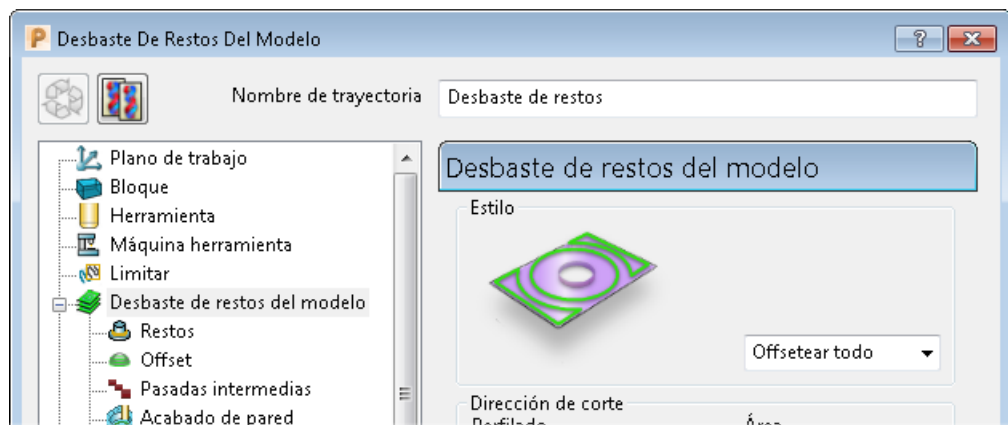 Desbaste De Restos Del Modelo
Nombre de trayectoria
Desbaste de restos
Plano de trabajo
Bloque
Herramienta
Máquina herramienta
Limitar
Desbaste de restos del modelo
Restos
Offset
Pasadas intermedias
Acabado de pared
Desbaste de restos del modelo
Estilo
Offsetear todo
Dirección de corte
Perfilado Área